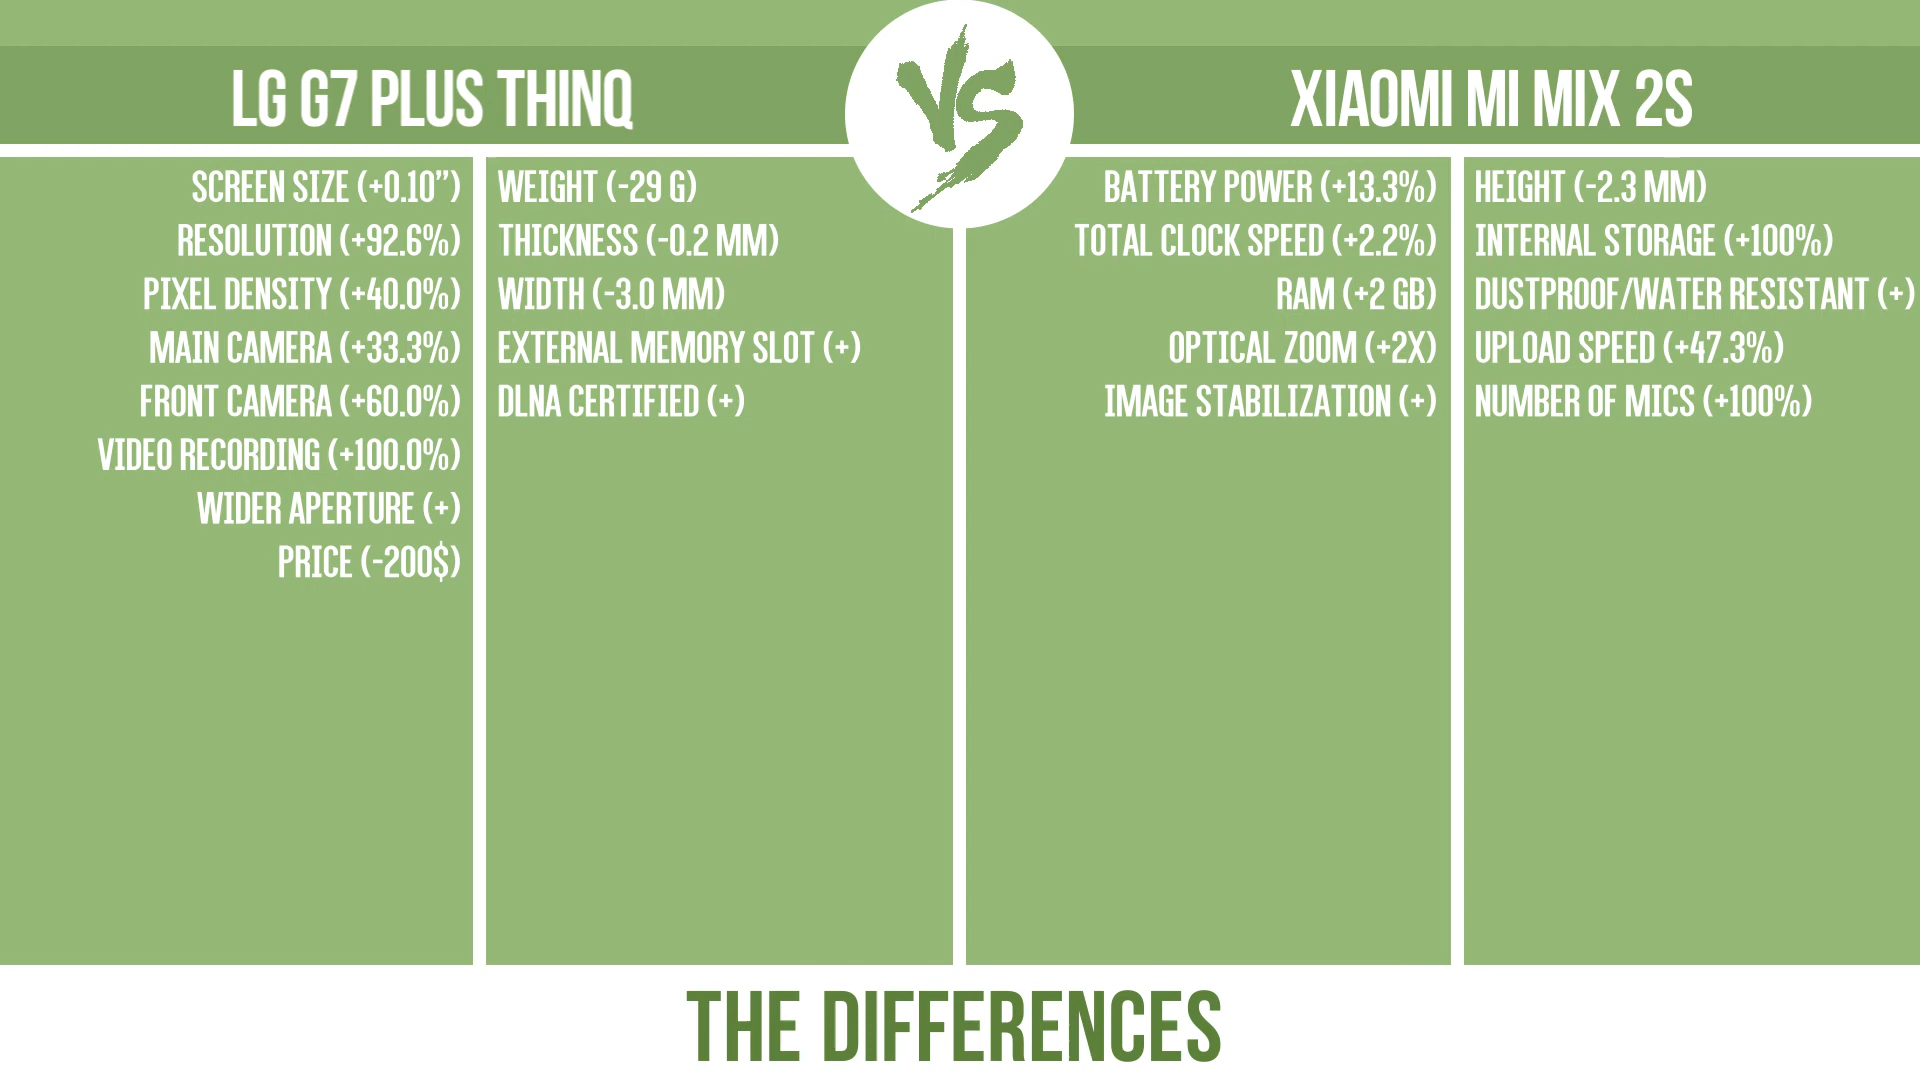 LG G7 PLUS THINQ
VS
XIAOMI MI MIX 2S
SCREEN SIZE (+0.10”)
RESOLUTION (+92.6%)
PIXEL DENSITY (+40.0%)
MAIN CAMERA (+33.3%)
FRONT CAMERA (+60.0%)
VIDEO RECORDING (+100.0%)
WIDER APERTURE (+)
PRICE (-200$)
WEIGHT (-29 G)
THICKNESS (-0.2 MM)
WIDTH (-3.0 MM)
EXTERNAL MEMORY SLOT (+)
DLNA CERTIFIED (+)
BATTERY POWER (+13.3%)
TOTAL CLOCK SPEED (+2.2%)
RAM (+2 GB)
OPTICAL ZOOM (+2X)
IMAGE STABILIZATION (+)
HEIGHT (-2.3 MM)
INTERNAL STORAGE (+100%)
DUSTPROOF/WATER RESISTANT (+)
UPLOAD SPEED (+47.3%)
NUMBER OF MICS (+100%)
THE DIFFERENCES